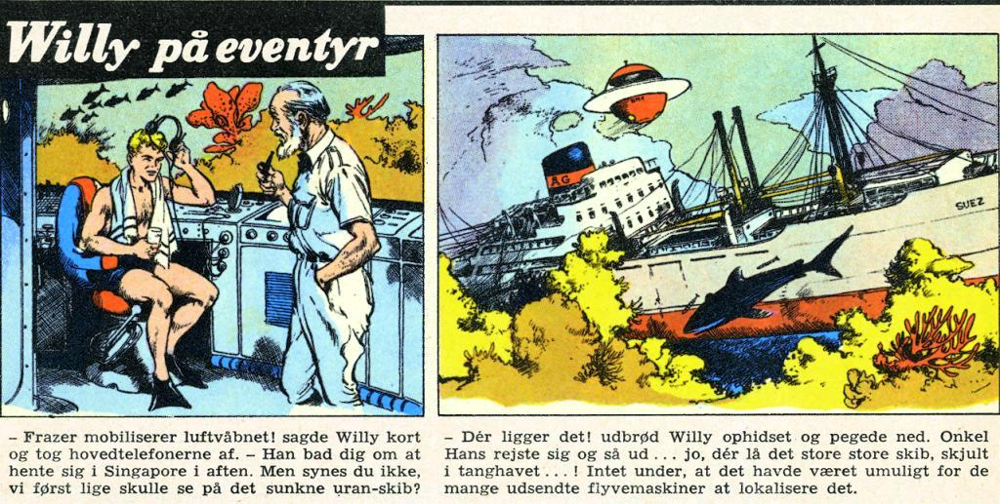 Willy på eventyr
AG
SUEZ
– Frazer mobiliserer luftvåbnet! sagde Willy kort
og tog hovedtelefonerne af. – Han bad dig om at
hente sig i Singapore i aften. Men synes du ikke,
vi først lige skulle se på det sunkne uran-skib?
– Dér ligger det! udbrød Willy ophidset og pegede ned. Onkel
Hans rejste sig og så ud ... jo, dér lå det store store skib, skjult
i tanghavet ... ! Intet under, at det havde været umuligt for de
mange udsendte flyvemaskiner at lokalisere det.